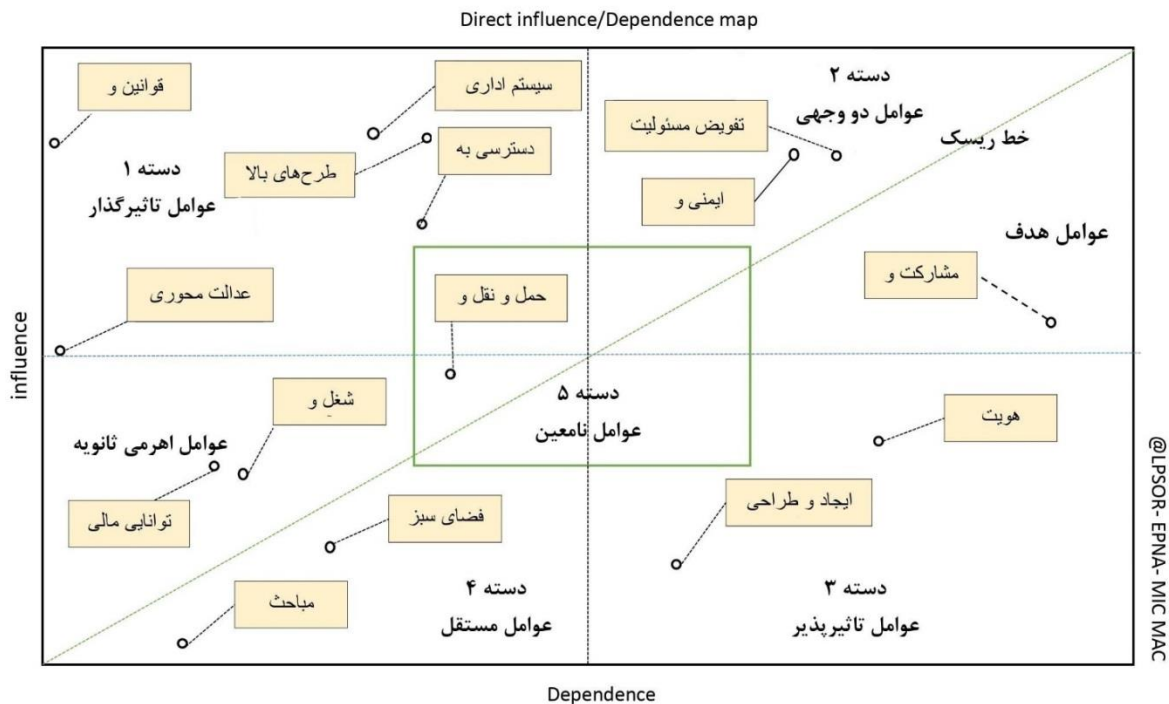 Direct influence/Dependence map
قوانین و
سیستم اداری
دسته ۲
عوامل دو وجهی
تفویض مسئولیت
خط ریسک
دسترسی به
طرح‌های بالا
دسته ۱
عوامل تاثیرگذار
ایمنی و
عوامل هدف
مشارکت و
عدالت محوری
حمل و نقل و
influence
دسته ۵
عوامل نامعین
شغل و
هویت
عوامل اهرمی ثانویه
توانایی مالی
فضای سبز
ایجاد و طراحی
مباحث
دسته ۴
عوامل مستقل
دسته ۳
عوامل تاثیرپذیر
@LPSOR- EPNA- MIC MAC
Dependence